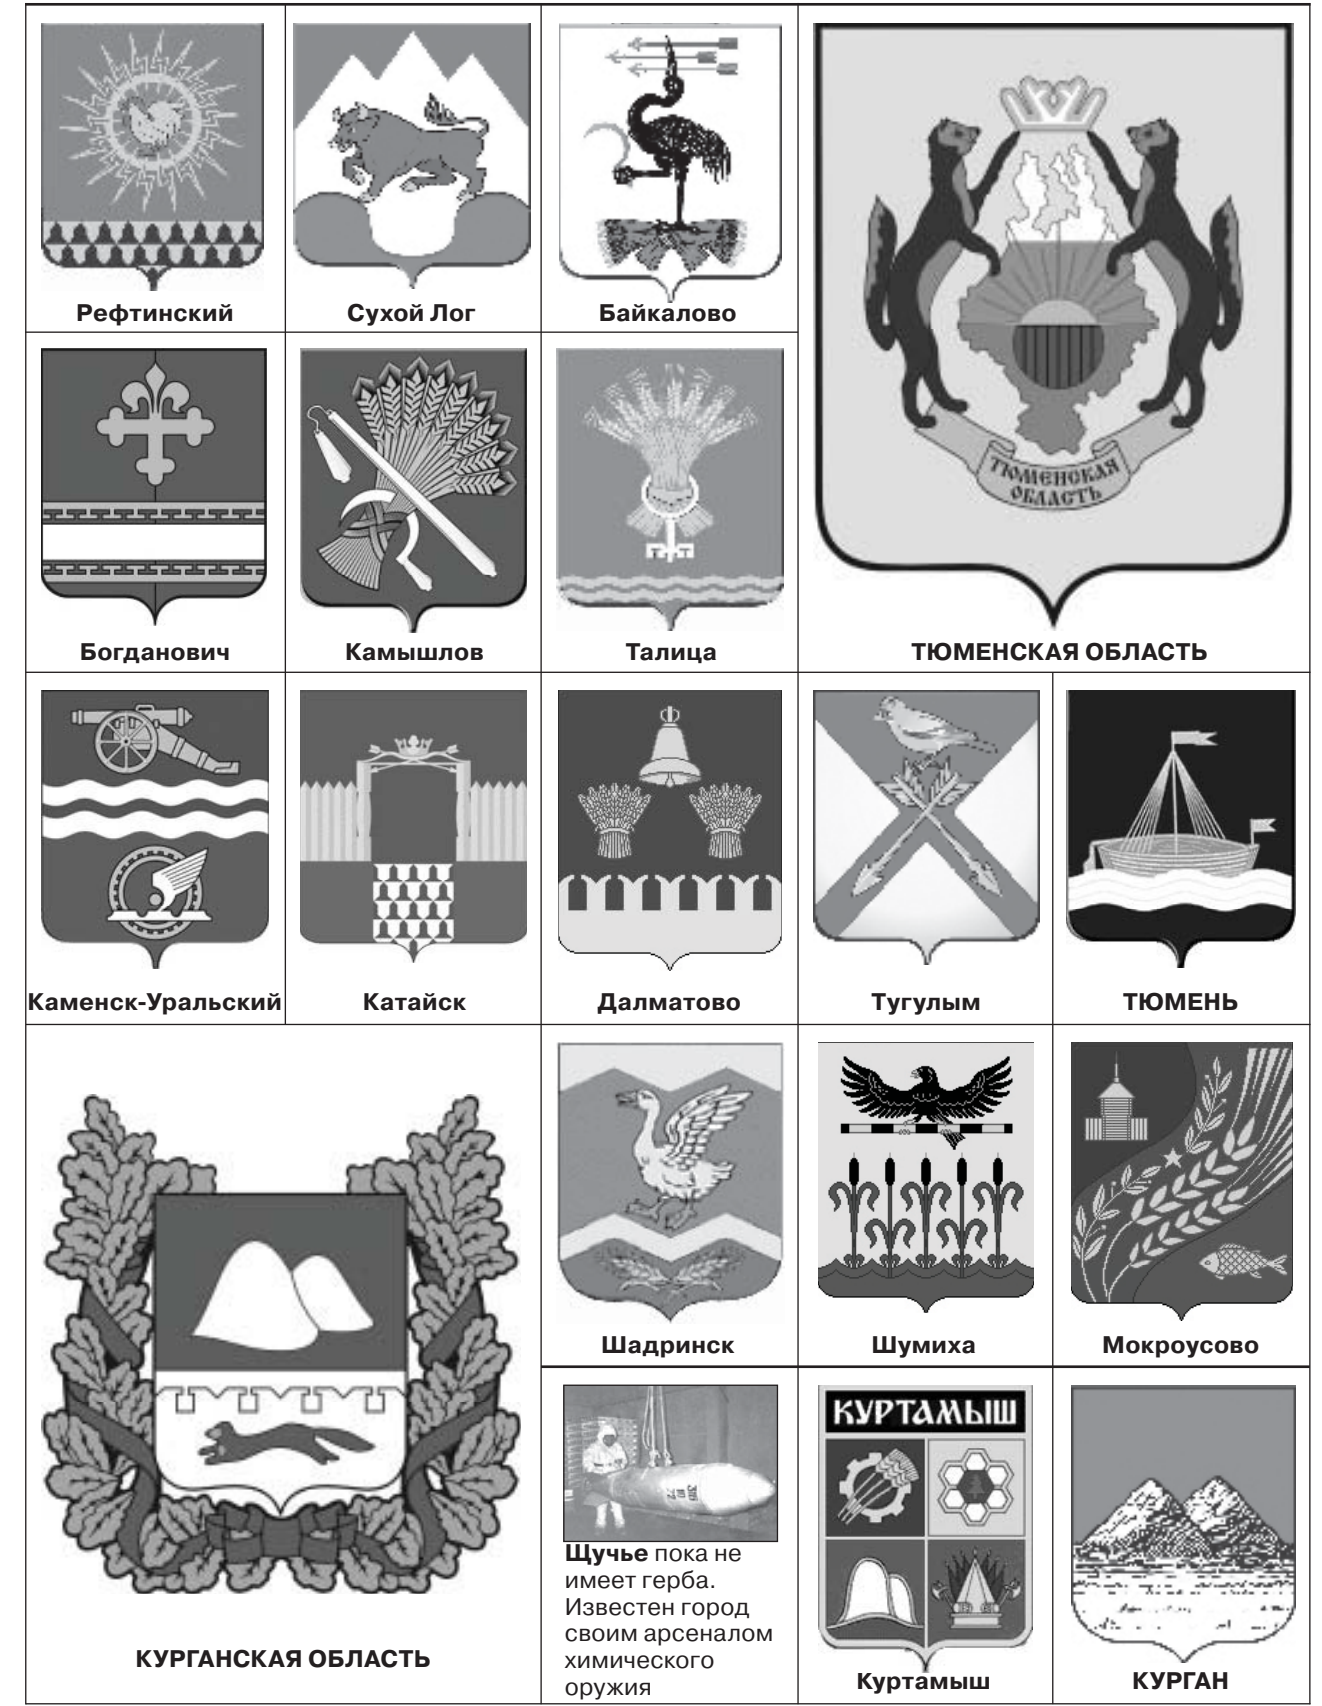 Рефтинский
Сухой Лог
Байкалово
ТЮМЕНСКАЯ
ОБЛАСТЬ
Богданович
Камышлов
Талица
ТЮМЕНСКАЯ ОБЛАСТЬ
Каменск-Уральский
Катайск
Далматово
Тугулым
ТЮМЕНЬ
Шадринск
Шумиха
Мокроусово
КУРГАНСКАЯ ОБЛАСТЬ
Щучье пока не
имеет герба.
Известен город
своим арсеналом
химического
оружия
КУРТАМЫШ
Куртамыш
КУРГАН